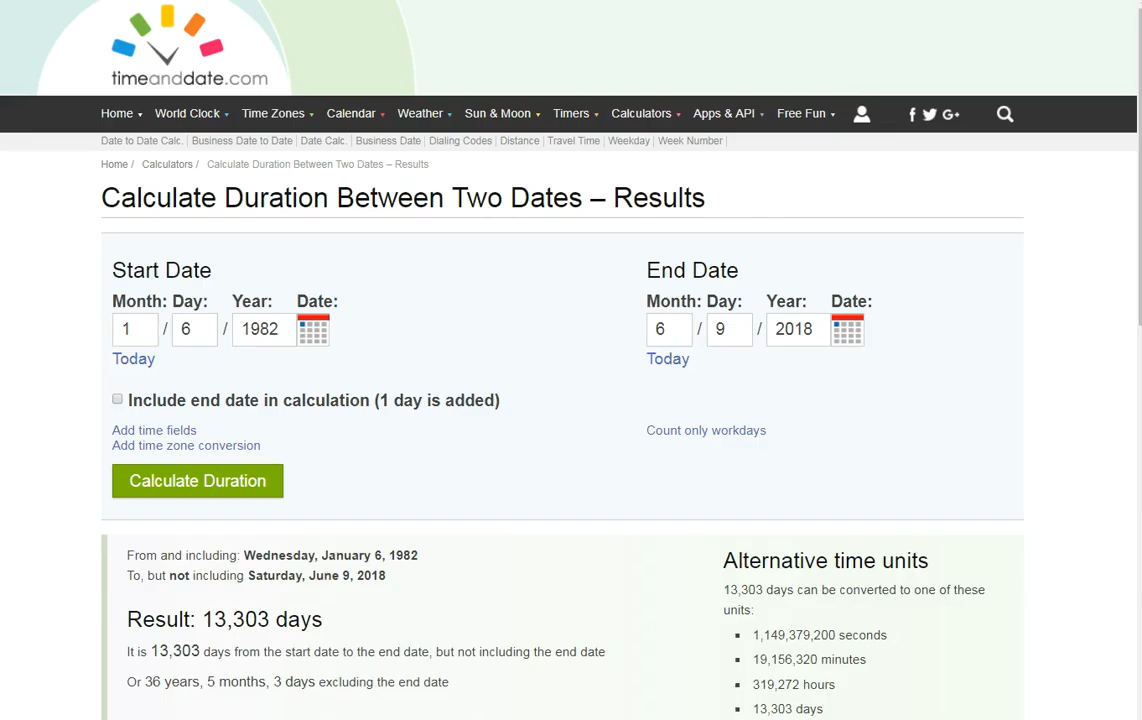 timeanddate.com
Home World Clock Time Zones Calendar Weather Sun & Moon Timers Calculators Apps & API Free Fun
Date to Date Calc. | Business Date to Date | Date Calc. | Business Date | Dialing Codes | Distance | Travel Time | Weekday | Week Number |
Home / Calculators / Calculate Duration Between Two Dates – Results
Calculate Duration Between Two Dates – Results
Start Date
Month: Day: Year: Date:
1 / 6 / 1982
Today
End Date
Month: Day: Year: Date:
6 / 9 / 2018
Today
Include end date in calculation (1 day is added)
Add time fields
Add time zone conversion
Count only workdays
Calculate Duration
From and including: Wednesday, January 6, 1982
To, but not including Saturday, June 9, 2018
Result: 13,303 days
It is 13,303 days from the start date to the end date, but not including the end date
Or 36 years, 5 months, 3 days excluding the end date
Alternative time units
13,303 days can be converted to one of these
units:
1,149,379,200 seconds
19,156,320 minutes
319,272 hours
13,303 days